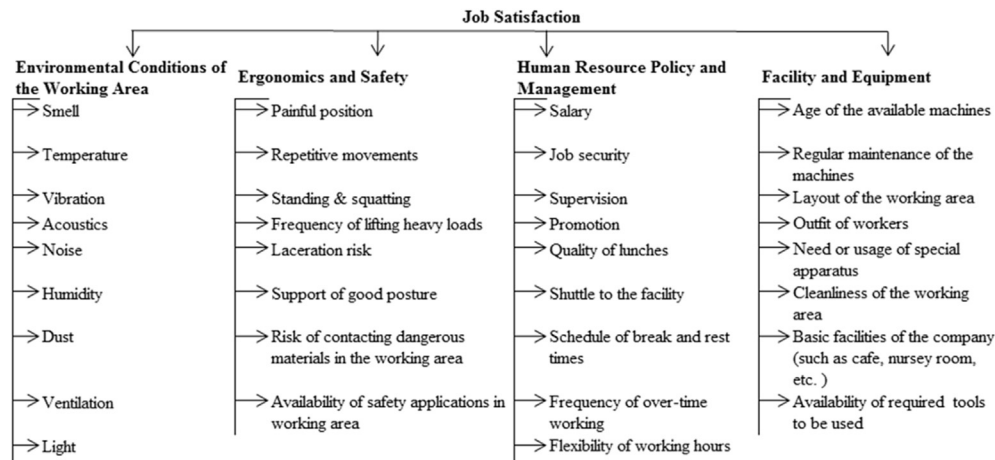 Job Satisfaction
Environmental Conditions of
the Working Area
Smell
Temperature
Vibration
Acoustics
Noise
Humidity
Dust
Ventilation
Light
Ergonomics and Safety
Painful position
Repetitive movements
Standing & squatting
Frequency of lifting heavy loads
Laceration risk
Support of good posture
Risk of contacting dangerous
materials in the working area
Availability of safety applications in
working area
Human Resource Policy and
Management
Salary
Job security
Supervision
Promotion
Quality of lunches
Shuttle to the facility
Schedule of break and rest
times
Frequency of over-time
working
Flexibility of working hours
Facility and Equipment
Age of the available machines
Regular maintenance of the
machines
Layout of the working area
Outfit of workers
Need or usage of special
apparatus
Cleanliness of the working
area
Basic facilities of the company
(such as cafe, nursey room,
etc. )
Availability of required tools
to be used